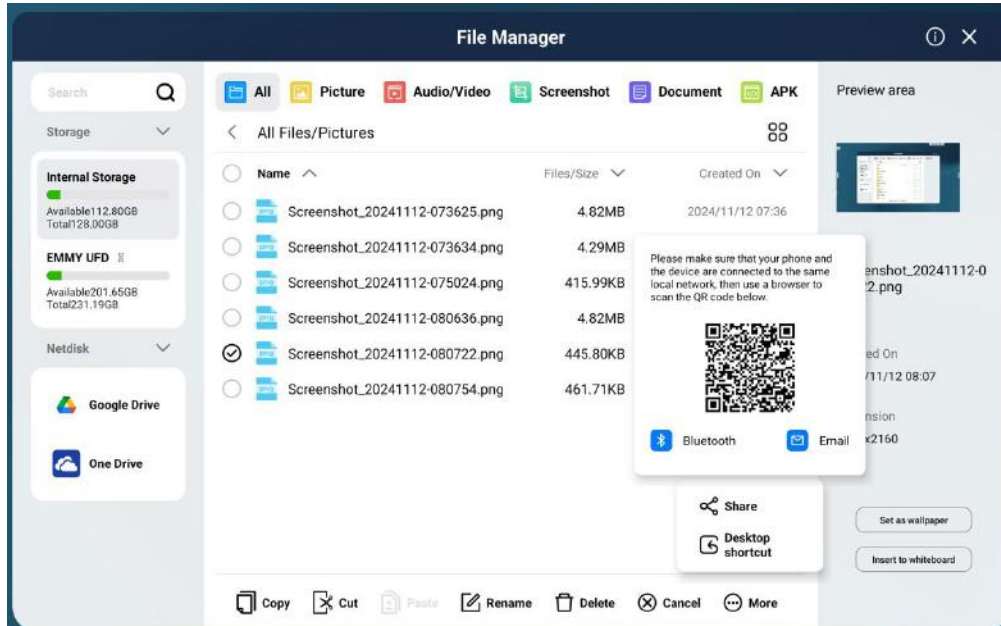 File Manager
Search
Storage
Internal Storage
Available112.80GB
Total128.00GB
EMMY UFD
Available201.65GB
Total231.19GB
Netdisk
Google Drive
One Drive
All Picture Audio/Video Screenshot Document APK
All Files/Pictures
Name Files/Size Created On
Screenshot_20241112-073625.png 4.82MB 2024/11/12 07:36
Screenshot_20241112-073634.png 4.29MB
Screenshot_20241112-075024.png 415.99KB
Screenshot_20241112-080636.png 4.82MB
Screenshot_20241112-080722.png 445.80KB
Screenshot_20241112-080754.png 461.71KB
Please make sure that your phone and
the device are connected to the same
local network, then use a browser to
scan the QR code below.
Bluetooth Email
Share
Desktop
shortcut
Copy Cut Paste Rename Delete Cancel More
Preview area
enshot_20241112-0
2.png
ed On
/11/12 08:07
nsion
x2160
Set as wallpaper
Insert to whiteboard